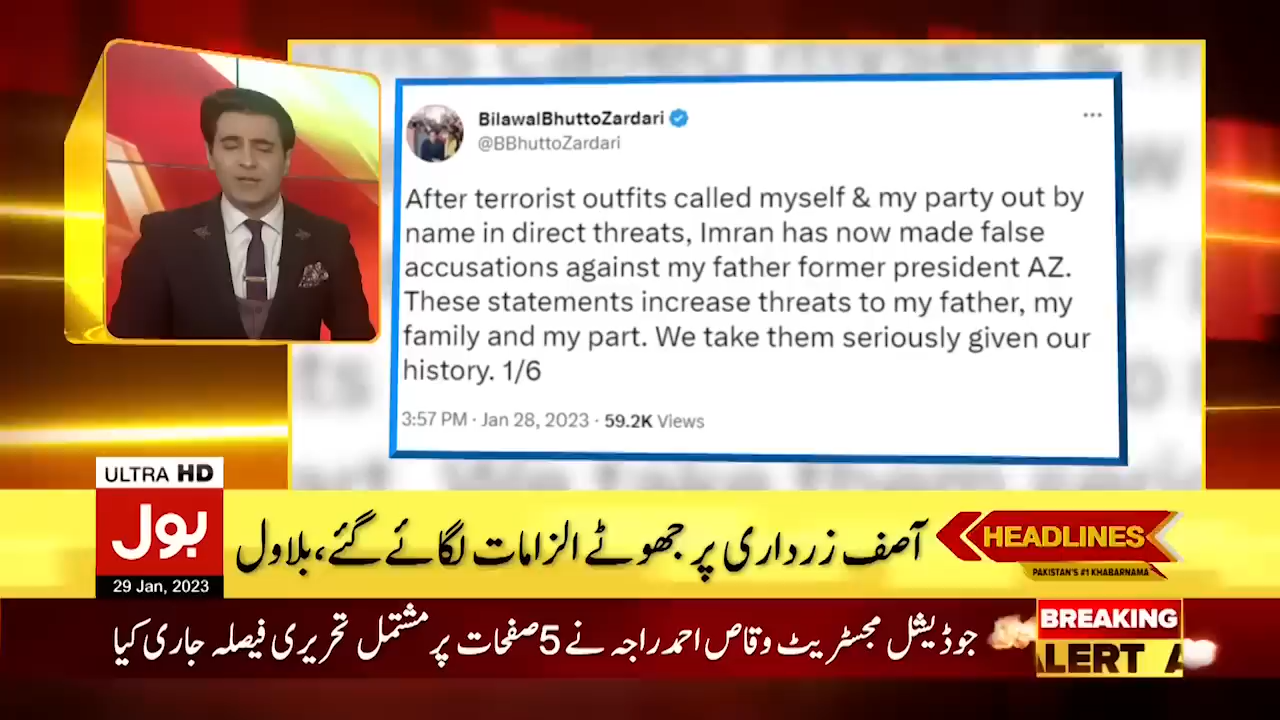 BilawalBhuttoZardari
@BBhuttoZardari
After terrorist outfits called myself & my party out by
name in direct threats, Imran has now made false
accusations against my father former president AZ.
These statements increase threats to my father, my
family and my part. We take them seriously given our
history. 1/6
3:57 PM · Jan 28, 2023 · 59.2K Views
ULTRA HD
بول
29 Jan, 2023
آصف زرداری پر جھوٹے الزامات لگائے گئے، بلاول
HEADLINES
PAKISTAN'S #1 KHABARNAMA
جوڈیشل مجسٹریٹ وقاص احمد راجہ نے 5 صفحات پر مشتمل تحریری فیصلہ جاری کیا
BREAKING
ALERT A